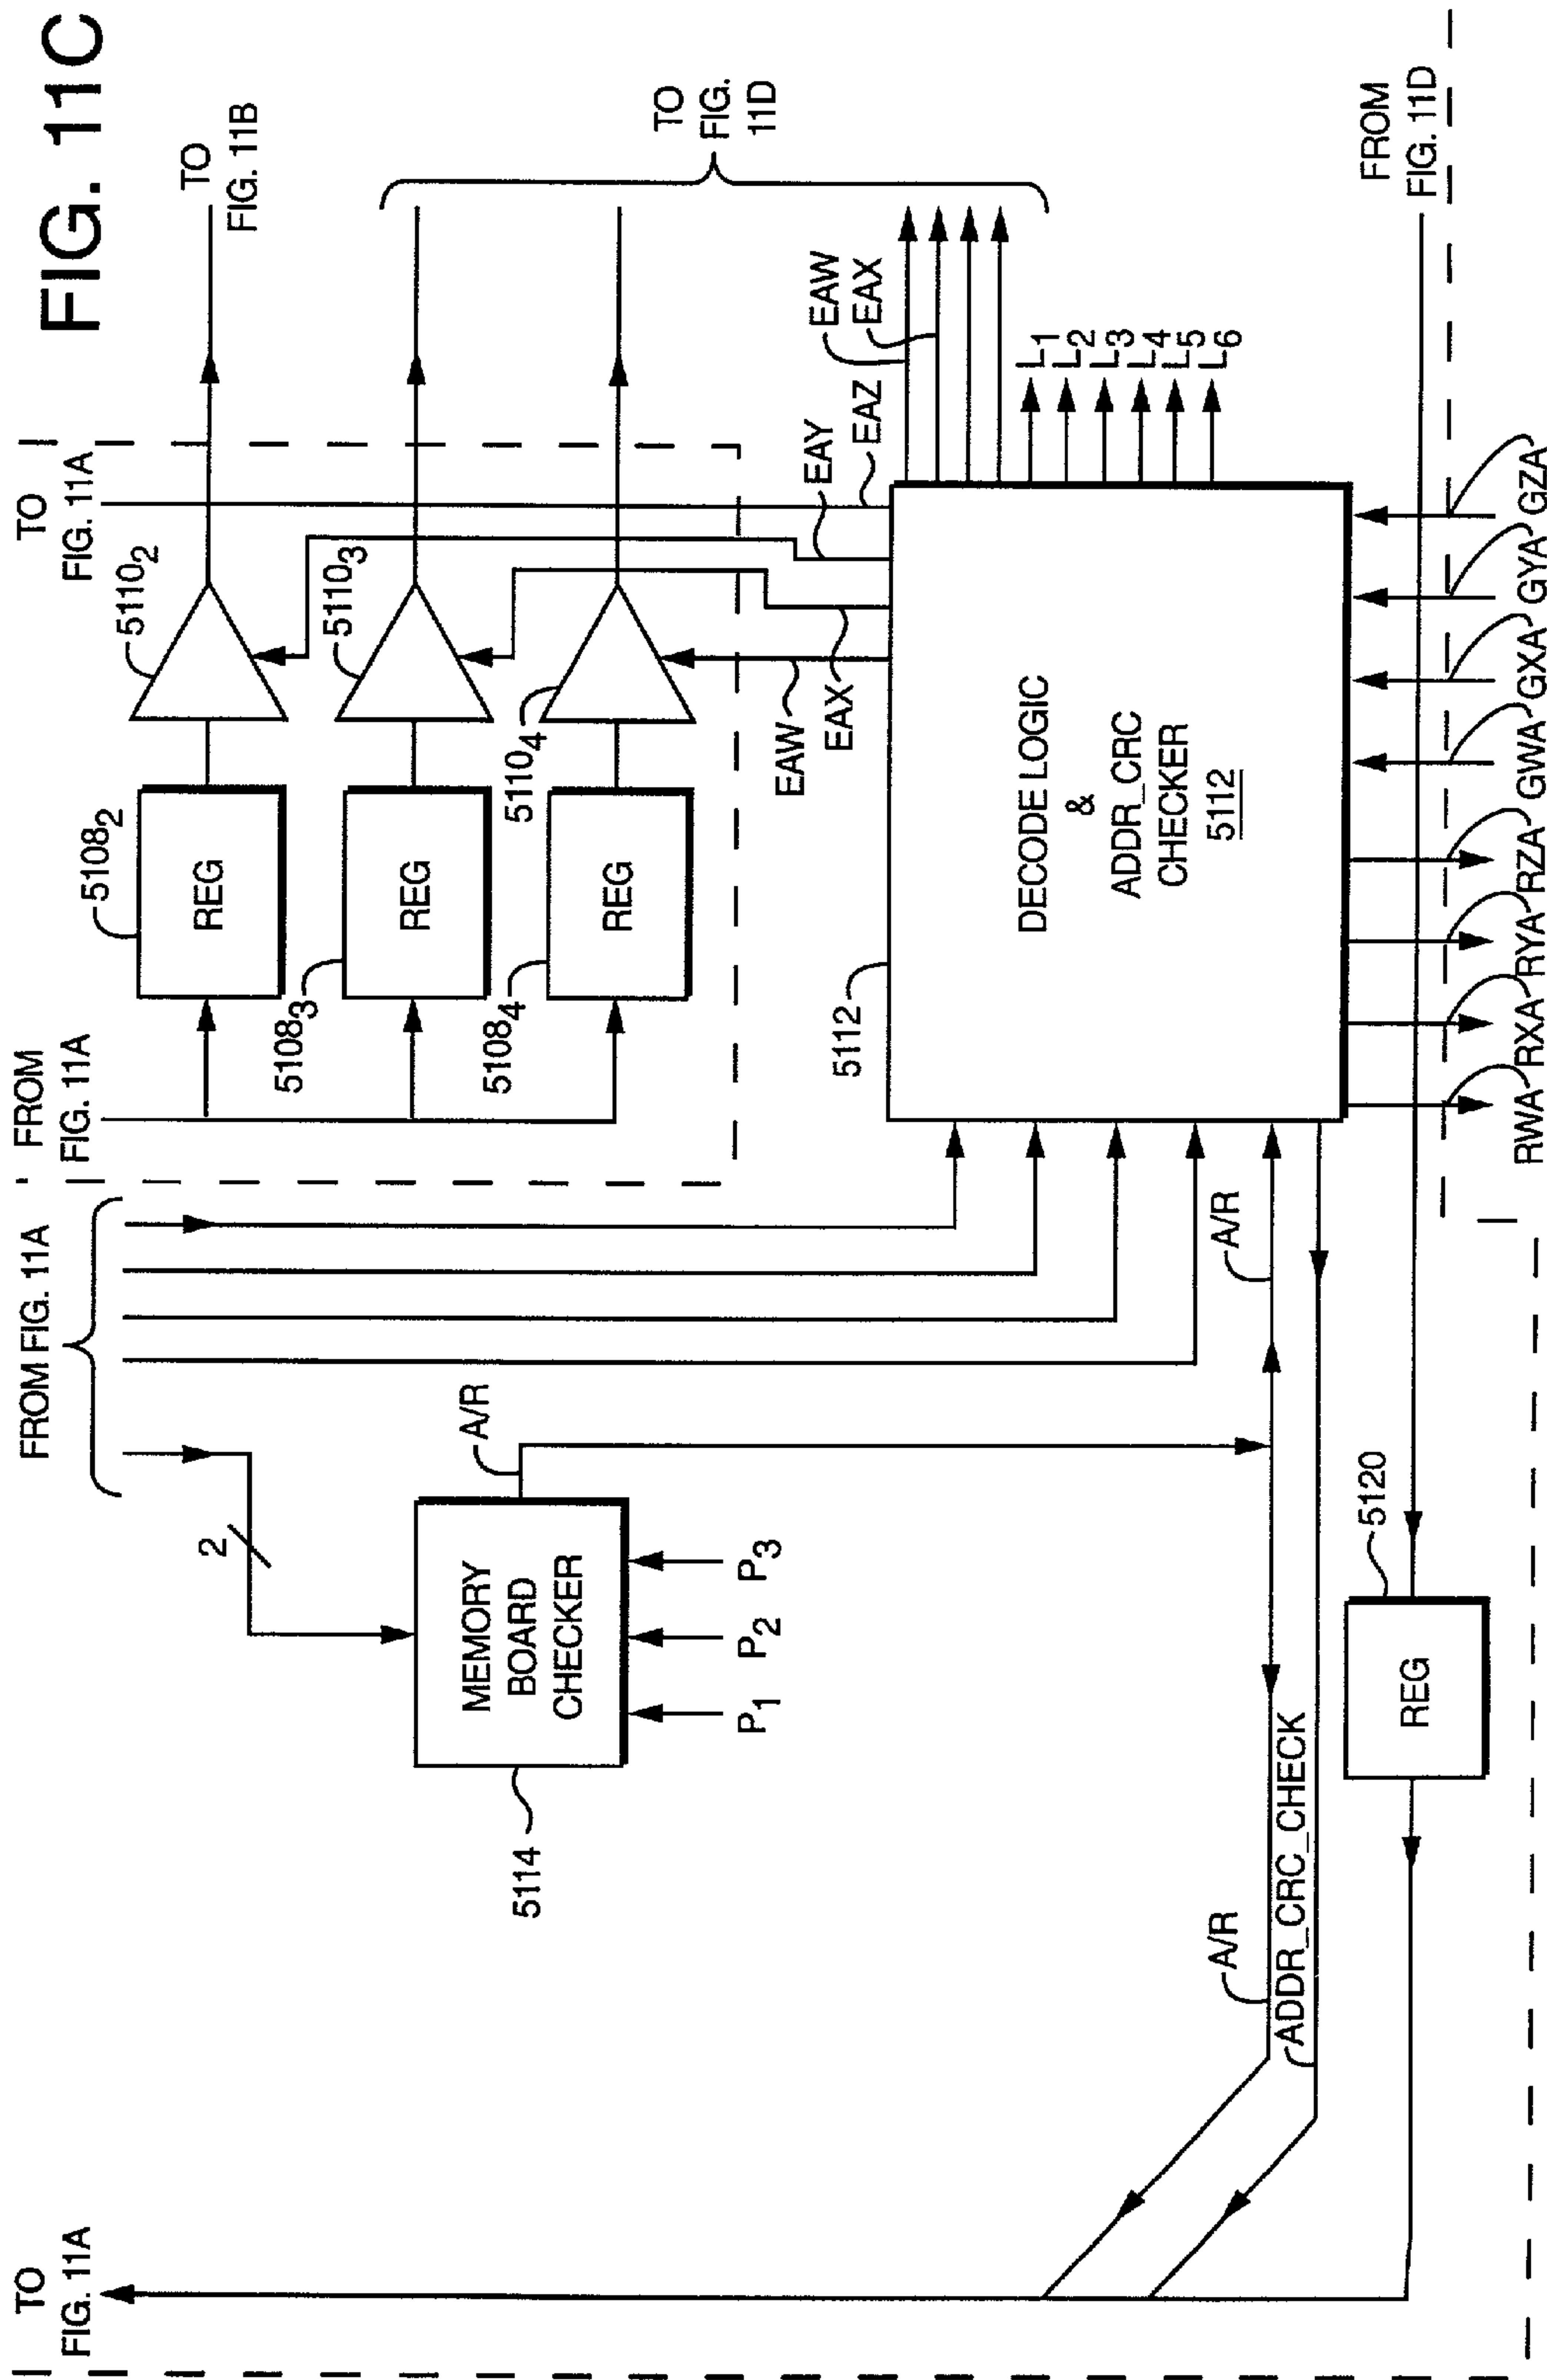 FIG. 11C
TO
FIG. 11A
FROM FIG. 11A
FROM
FIG. 11A
TO
FIG. 11A
TO
FIG. 11B
2
MEMORY
BOARD
CHECKER
5114
P1
P2
P3
A/R
5108₂
REG
5110₂
5108₃
REG
5110₃
5108₄
REG
5110₄
TO
FIG.
11D
EAW
EAX
EAY
EAZ
EAW
EAX
5112
DECODE LOGIC
&
ADDR_CRC
CHECKER
5112
L1
L2
L3
L4
L5
L6
A/R
A/R
ADDR_CRC_CHECK
5120
REG
FROM
FIG. 11D
RWA
RXA
RYA
RZA
GWA
GXA
GYA
GZA